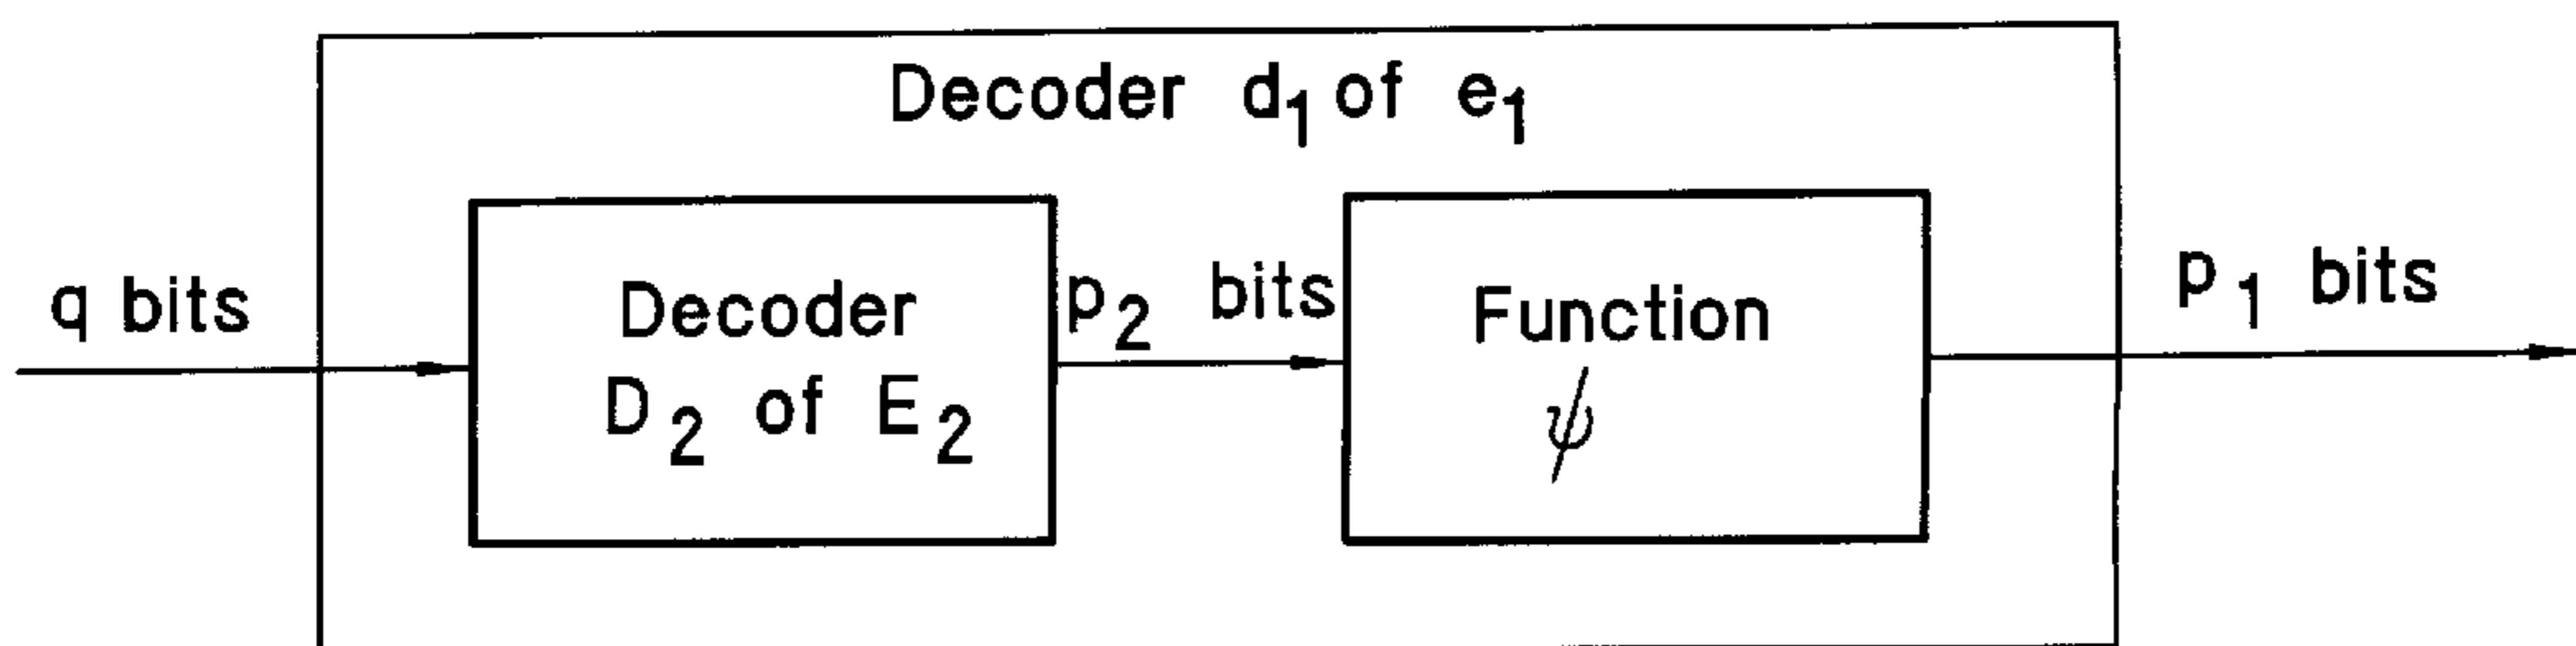 Decoder d₁ of e₁
q bits
Decoder
D₂ of E₂
p₂ bits
Function
ψ
p₁ bits